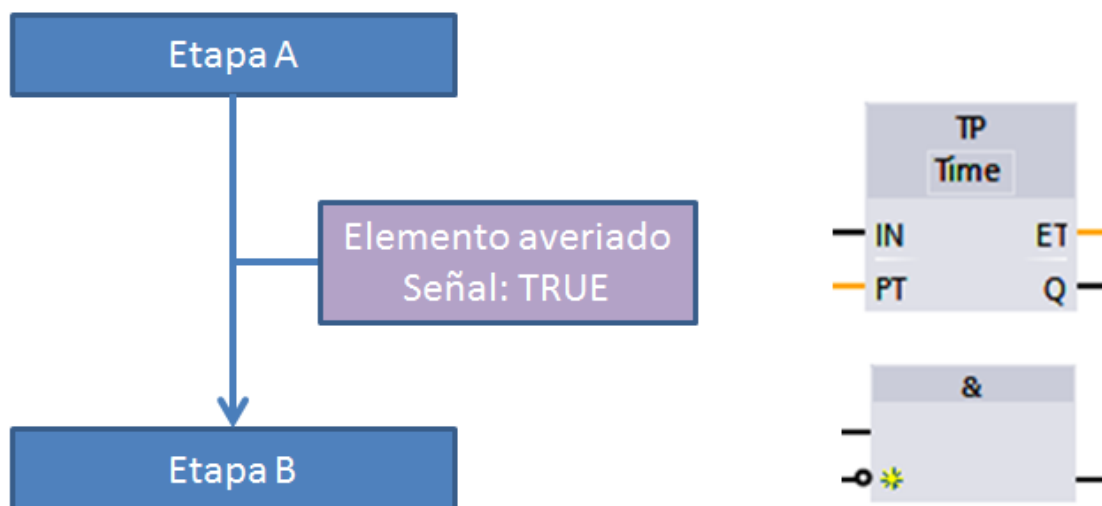 Etapa A
Elemento averiado
Señal: TRUE
Etapa B
TP
Time
IN ET
PT Q
&